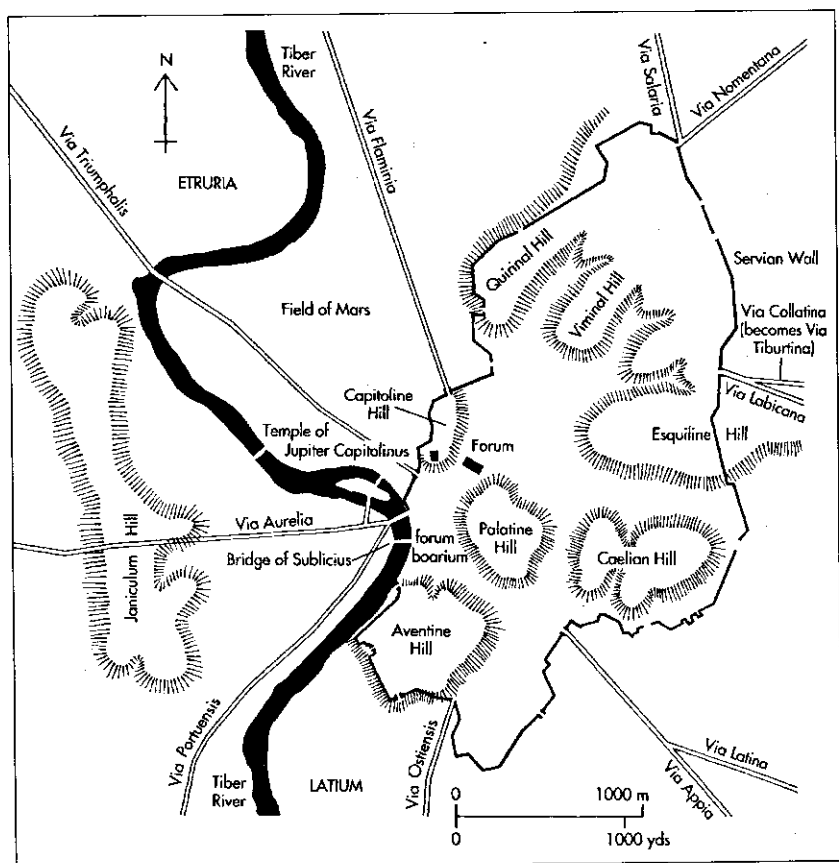 Tiber
River
N
Via Salaria
Via Nomentana
Via Triumphalis
Via Flaminia
ETRURIA
Quirinal Hill
Viminal Hill
Servian Wall
Field of Mars
Via Collatina
(becomes Via
Tiburtina)
Via Labicana
Capitoline
Hill
Temple of
Jupiter Capitolinus
Forum
Esquiline Hill
Via Aurelia
forum
boarium
Palatine
Hill
Caelian Hill
Bridge of Sublicius
Janiculum Hill
Aventine
Hill
Via Portuensis
Via Ostiensis
Via Latina
Via Appia
Tiber
River
LATIUM
0 1000 m
0 1000 yds